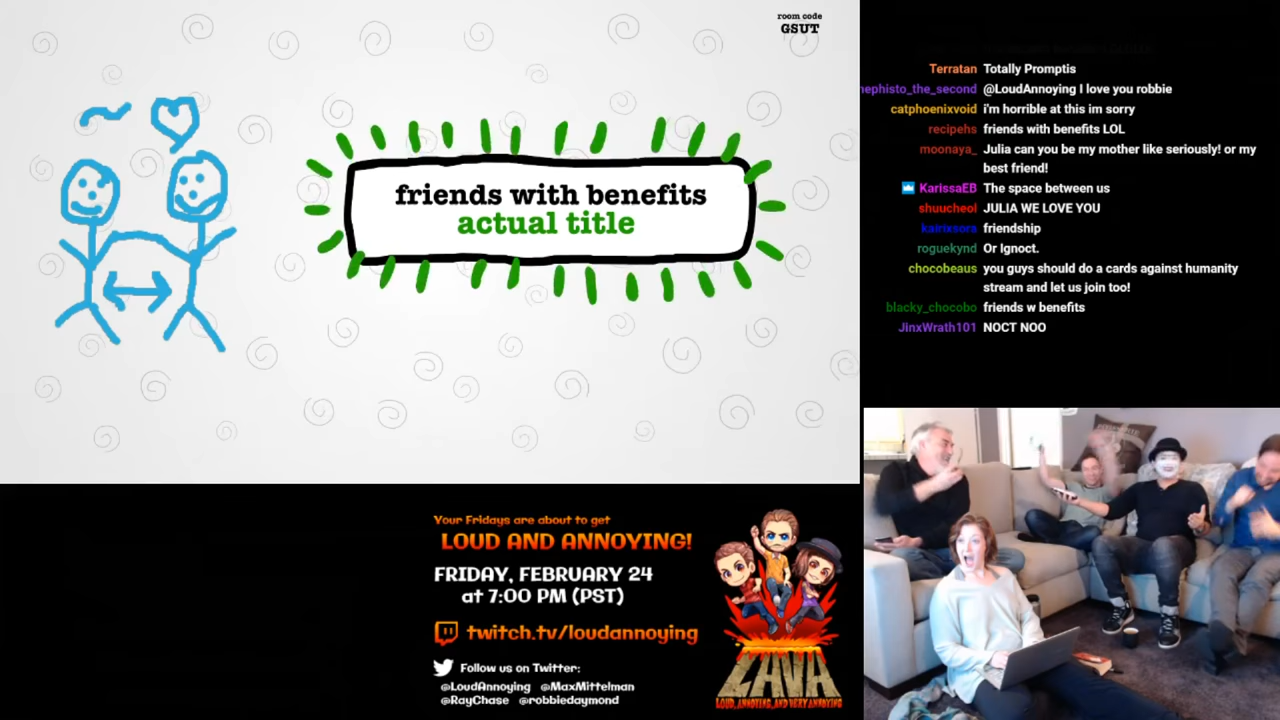 room code
GSUT
friends with benefits
actual title
Terratan Totally Promptis
nephisto_the_second @LoudAnnoying I love you robbie
catphoenixvoid i'm horrible at this im sorry
recipehs friends with benefits LOL
moonaya_ Julia can you be my mother like seriously! or my
best friend!
KarissaEB The space between us
shuucheol JULIA WE LOVE YOU
kairixsora friendship
roguekynd Or Ignoct.
chocobeaus you guys should do a cards against humanity
stream and let us join too!
blacky_chocobo friends w benefits
JinxWrath101 NOCT NOO
Your Fridays are about to get
LOUD AND ANNOYING!
FRIDAY, FEBRUARY 24
at 7:00 PM (PST)
twitch.tv/loudannoying
Follow us on Twitter:
@LoudAnnoying @MaxMittelman
@RayChase @robbiedaymond
LAVA
LOUD, ANNOYING, AND VERY ANNOYING